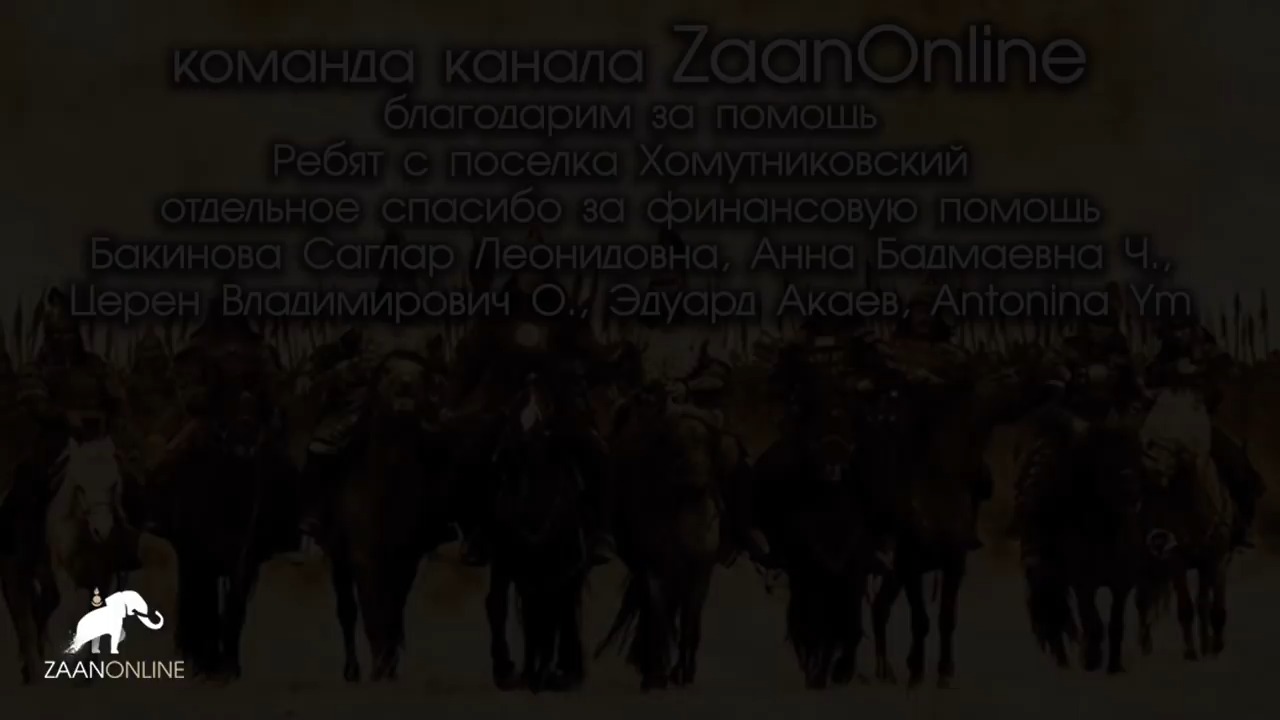 команда канала ZaanOnline
благодарим за помощь
Ребят с поселка Хомутниковский
отдельное спасибо за финансовую помощь
Бакинова Саглар Леонидовна, Анна Бадмаевна Ч.,
Церен Владимирович О., Эдуард Акаев, Antonina Ym
ZAANONLINE